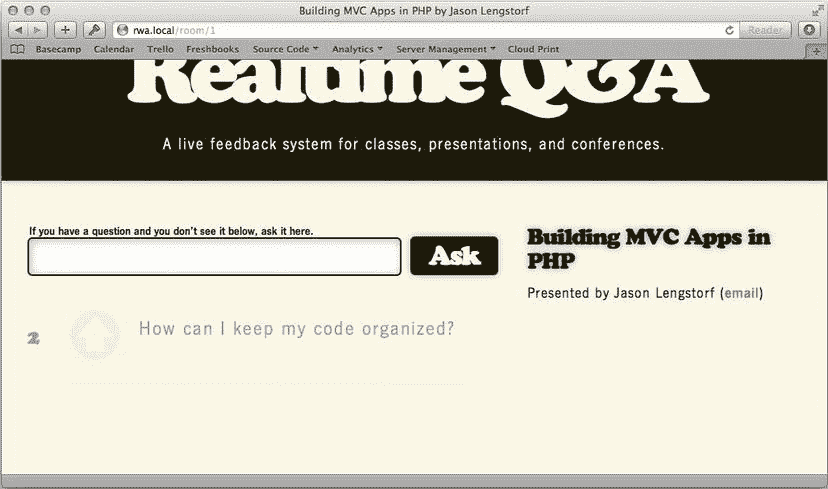 Building MVC Apps in PHP by Jason Lengstorf
rwa.local/room/1
Reader
Basecamp Calendar Trello Freshbooks Source Code Analytics Server Management Cloud Print
Realtime Q&A
A live feedback system for classes, presentations, and conferences.
If you have a question and you don't see it below, ask it here.
Ask
Building MVC Apps in
PHP
Presented by Jason Lengstorf (email)
2
How can I keep my code organized?